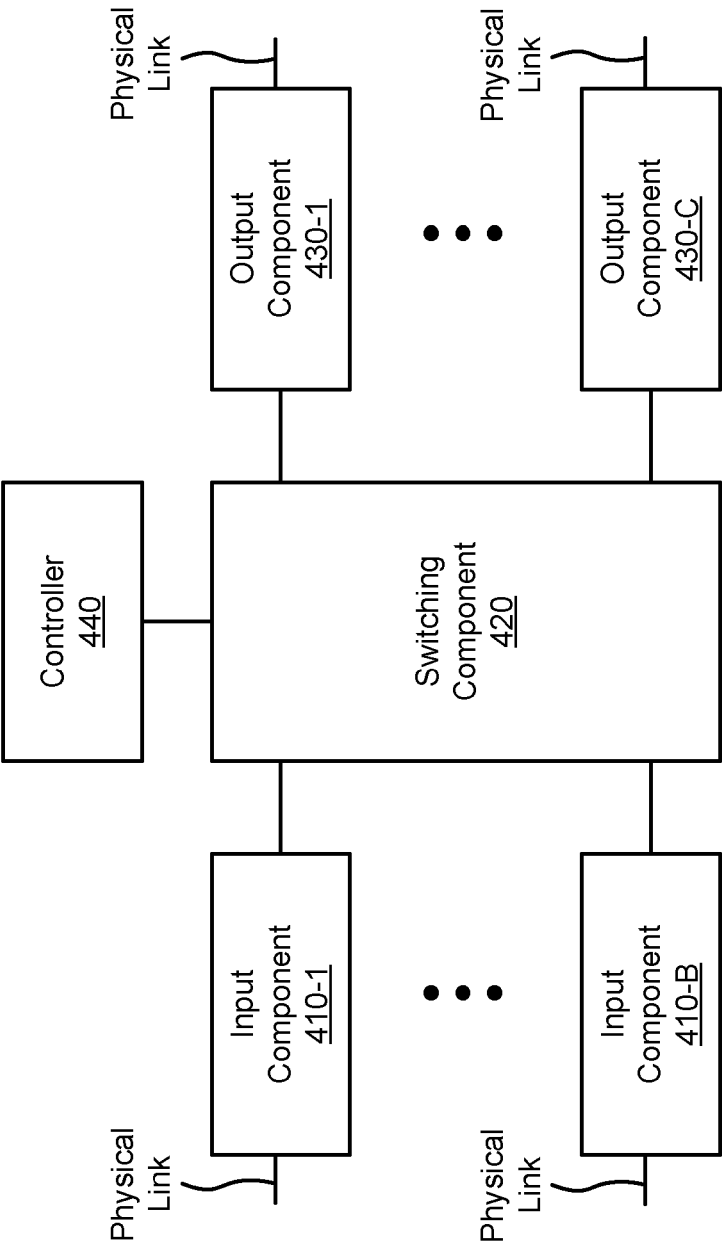 Controller
440
Physical
Link
Input
Component
410-1
Switching
Component
420
Output
Component
430-1
Physical
Link
Physical
Link
Input
Component
410-B
Output
Component
430-C
Physical
Link